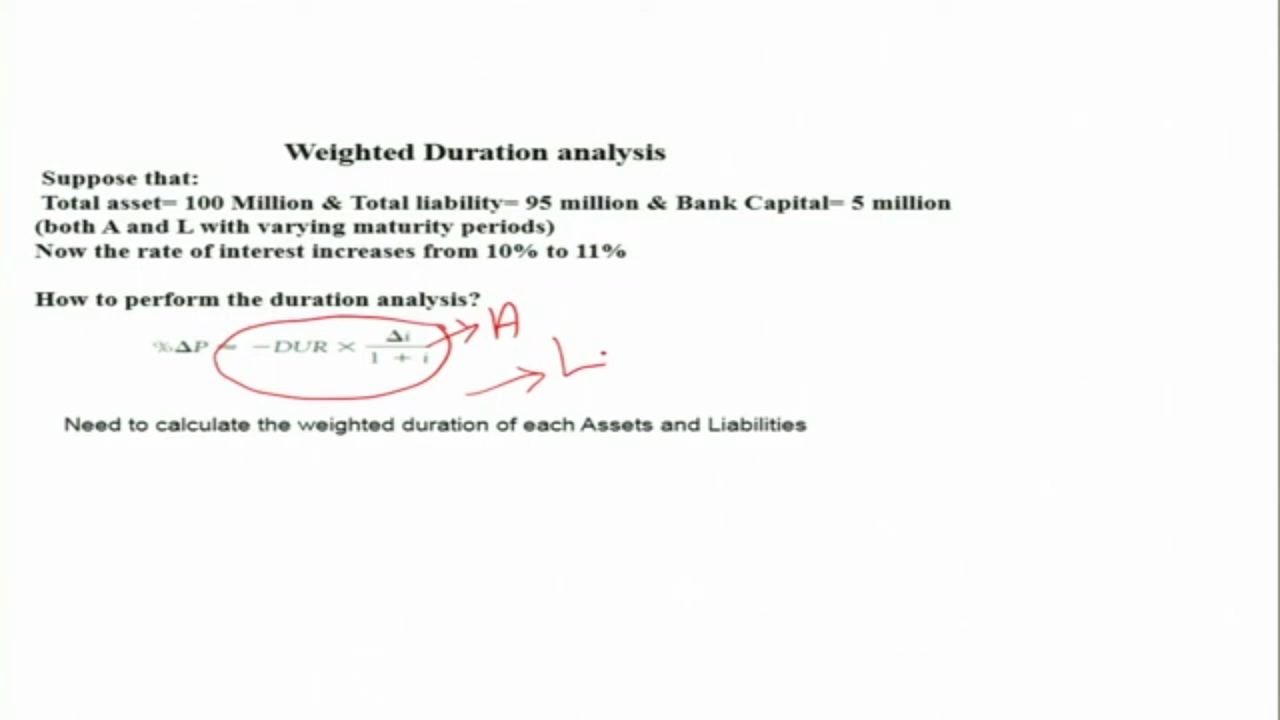 Weighted Duration analysis
Suppose that:
Total asset= 100 Million & Total liability= 95 million & Bank Capital= 5 million
(both A and L with varying maturity periods)
Now the rate of interest increases from 10% to 11%
How to perform the duration analysis?
%ΔP = −DUR × Δi / 1 + i → A
→ L
Need to calculate the weighted duration of each Assets and Liabilities